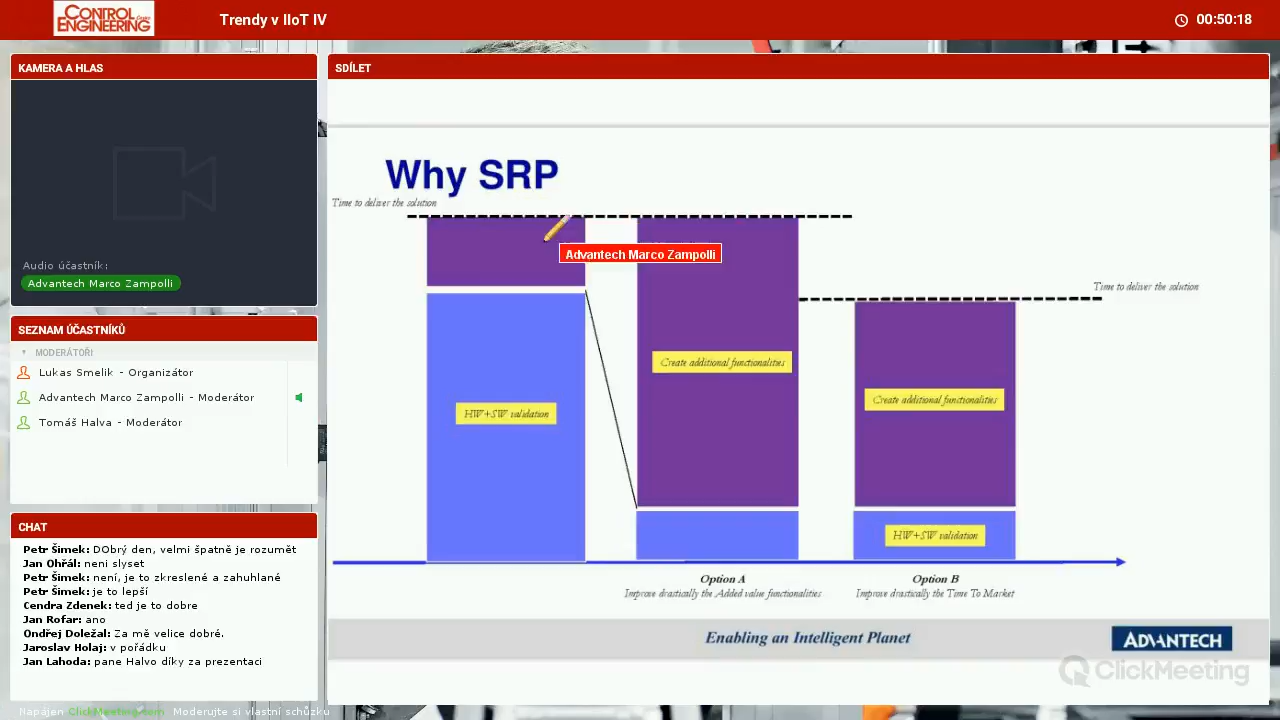 CONTROL
ENGINEERING
Trendy v IIoT IV
00:50:18
KAMERA A HLAS
Audio účastník:
Advantech Marco Zampolli
SEZNAM ÚČASTNÍKŮ
MODERÁTOŘI
Lukas Smelik - Organizátor
Advantech Marco Zampolli - Moderátor
Tomáš Halva - Moderátor
CHAT
Petr Šimek: DObrý den, velmi špatně je rozumět
Jan Ohřál: neni slyset
Petr Šimek: není, je to zkreslené a zahuhlané
Petr Šimek: je to lepší
Cendra Zdenek: ted je to dobre
Jan Rofar: ano
Ondřej Doležal: Za mě velice dobré.
Jaroslav Holaj: v pořádku
Jan Lahoda: pane Halvo díky za prezentaci
Napájen ClickMeeting.com Moderujte si vlastní schůzku
SDÍLET
Why SRP
Time to deliver the solution
Advantech Marco Zampolli
Time to deliver the solution
Create additional functionalities
Create additional functionalities
HW+SW validation
HW+SW validation
Option A
Improve drastically the Added value functionalities
Option B
Improve drastically the Time To Market
Enabling an Intelligent Planet
ADVANTECH
ClickMeeting